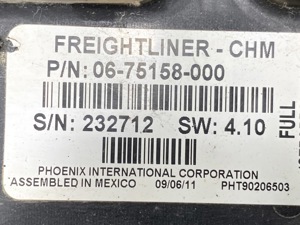 FREIGHTLINER - CHM
P/N: 06-75158-000
S/N: 232712 SW: 4.10
FULL
PHOENIX INTERNATIONAL CORPORATION
ASSEMBLED IN MEXICO 09/06/11 PHT90206503